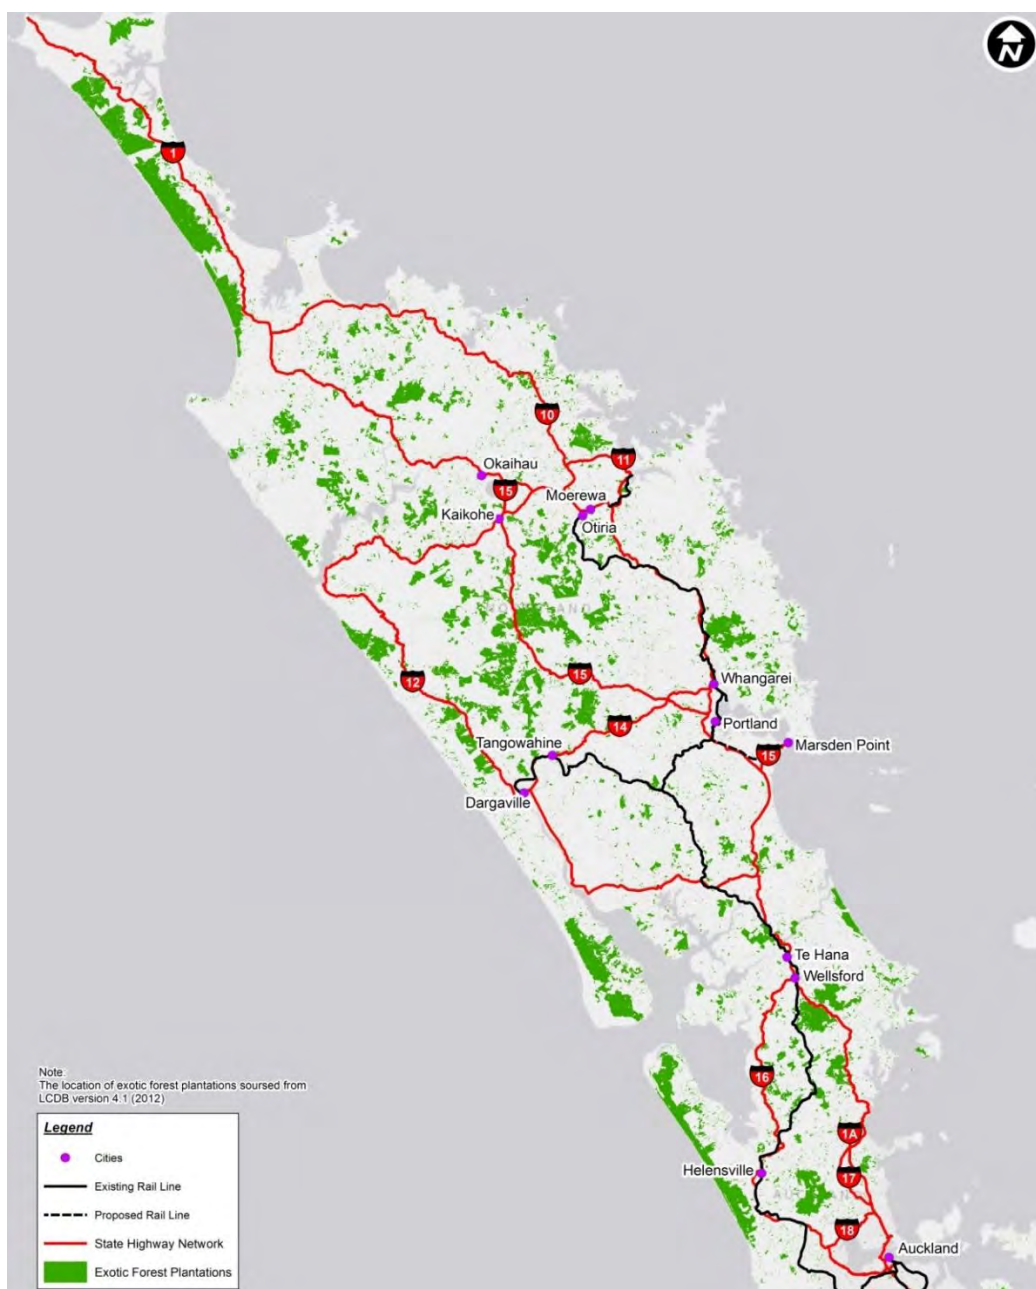 N
1
10
11
Okaihau
15
Moerewa
Kaikohe
Otiria
NORTHLAND
12
15
Whangarei
14
Portland
Tangowahine
Marsden Point
15
Dargaville
Te Hana
Wellsford
Note:
The location of exotic forest plantations soursed from
LCDB version 4.1 (2012)
16
1A
Helensville
17
18
Auckland
Legend
Cities
Existing Rail Line
Proposed Rail Line
State Highway Network
Exotic Forest Plantations